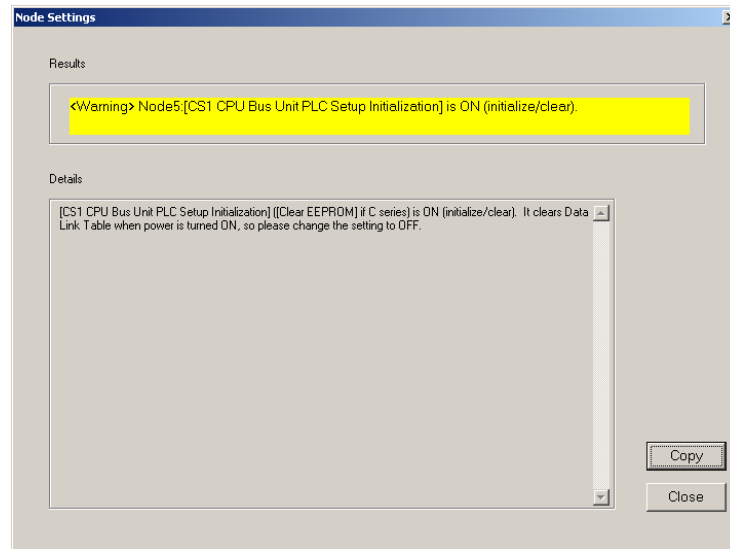 Node Settings
Results
<Warning> Node5:[CS1 CPU Bus Unit PLC Setup Initialization] is ON (initialize/clear).
Details
[CS1 CPU Bus Unit PLC Setup Initialization] ([Clear EEPROM] if C series) is ON (initialize/clear).  It clears Data
Link Table when power is turned ON, so please change the setting to OFF.
Copy
Close